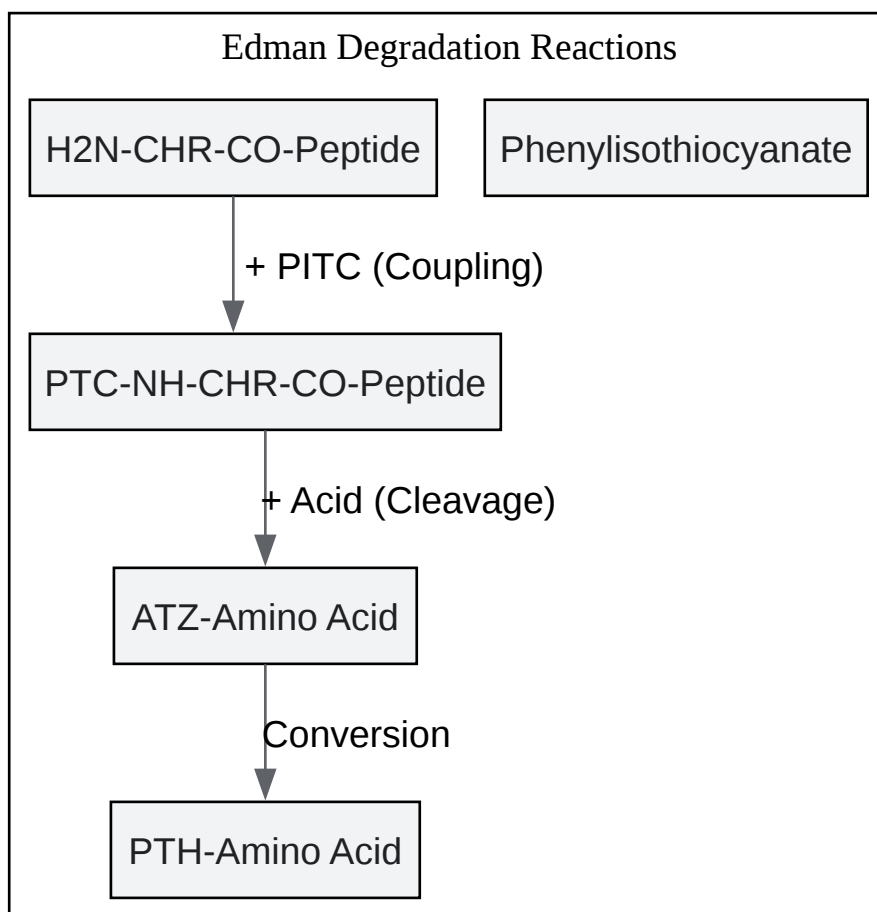 Edman Degradation Reactions
H2N-CHR-CO-Peptide
Phenylisothiocyanate
+ PITC (Coupling)
PTC-NH-CHR-CO-Peptide
+ Acid (Cleavage)
ATZ-Amino Acid
Conversion
PTH-Amino Acid